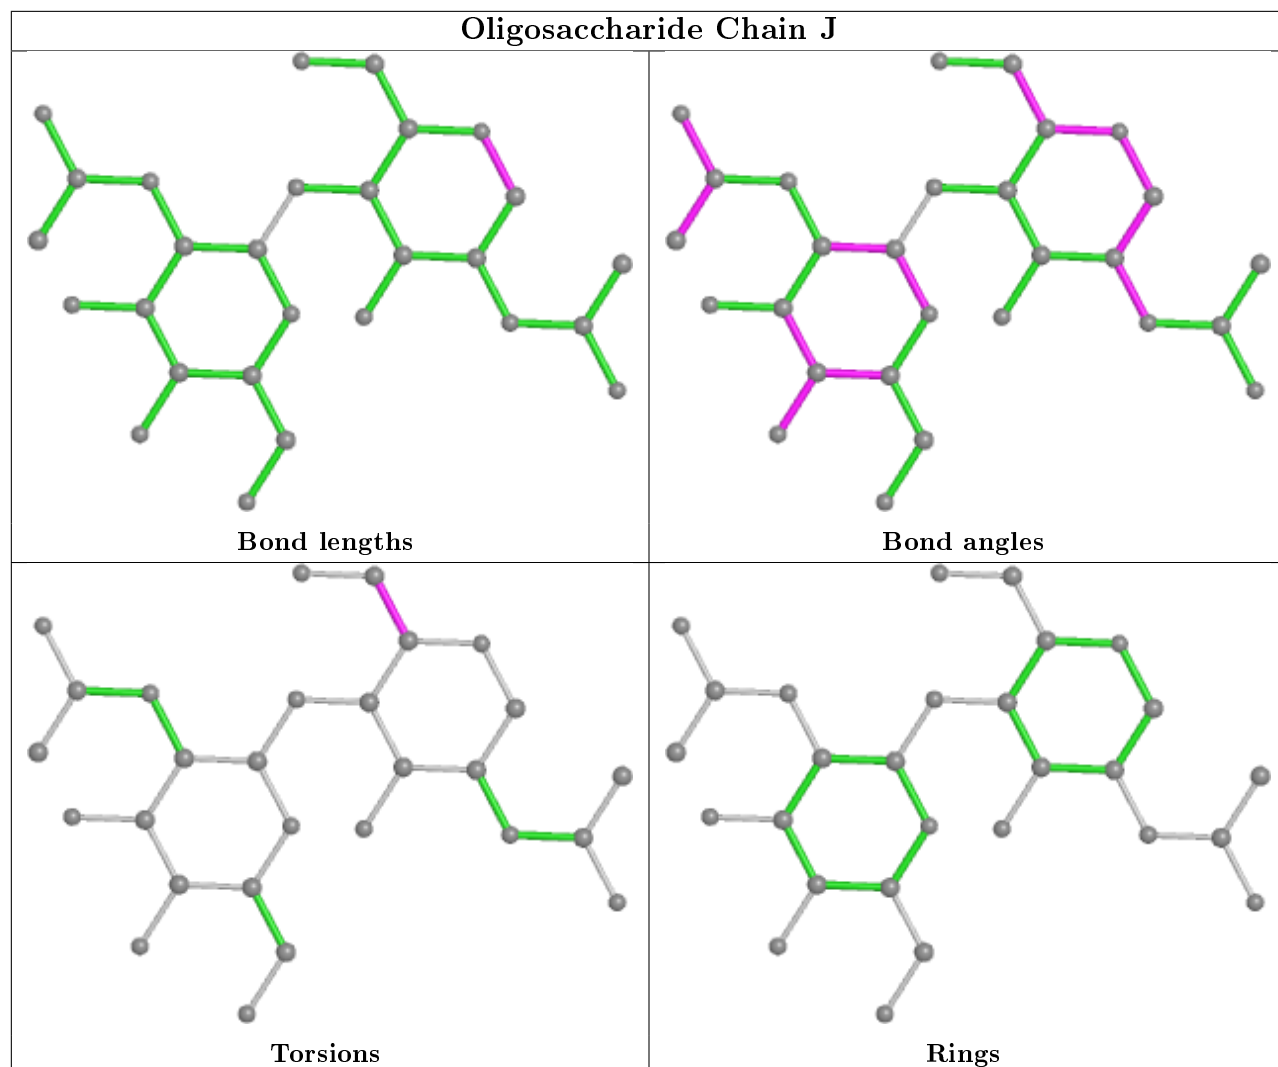 Oligosaccharide Chain J
Bond lengths
Bond angles
Torsions
Rings